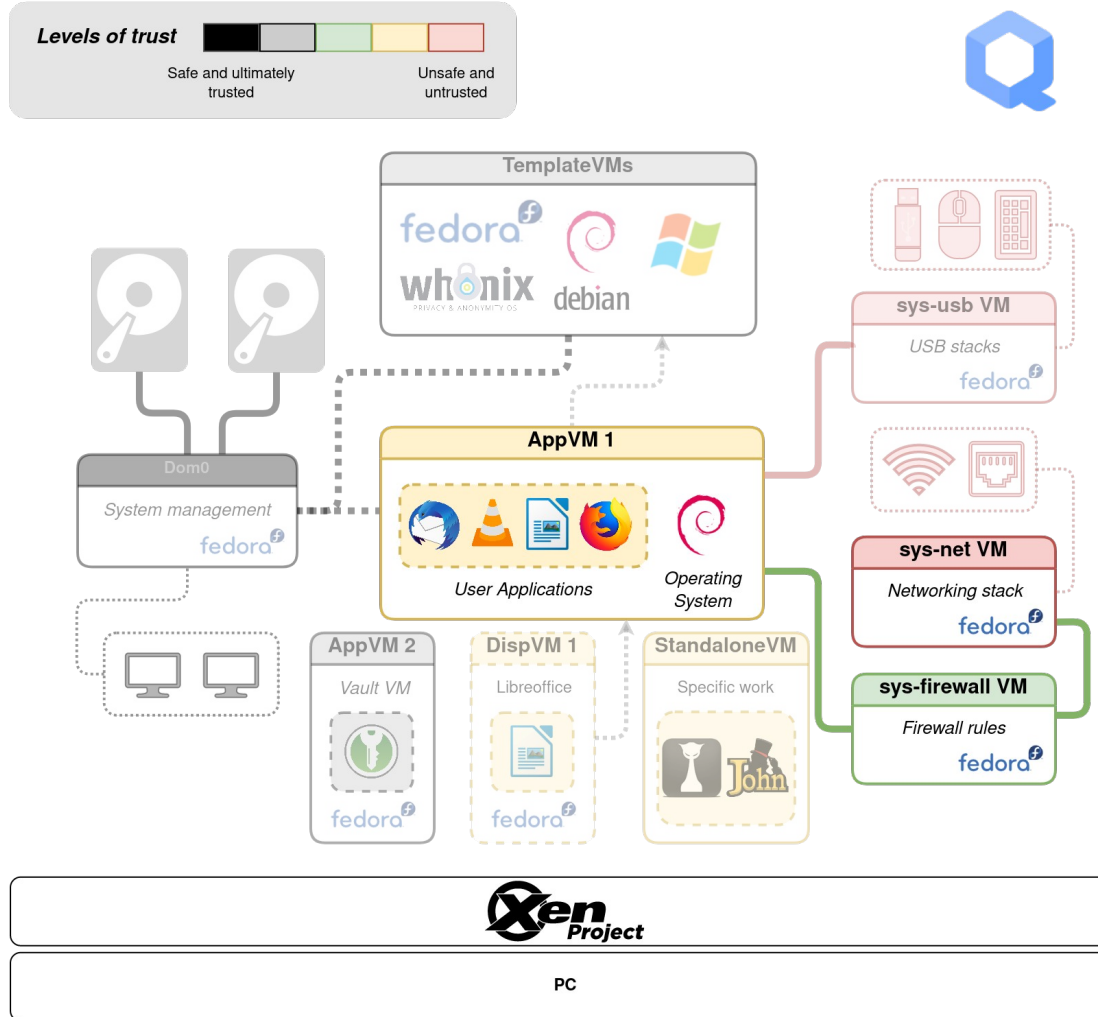 Levels of trust
Safe and ultimately
trusted
Unsafe and
untrusted
TemplateVMs
fedora
whonix
PRIVACY & ANONYMITY OS
debian
sys-usb VM
USB stacks
fedora
Dom0
System management
fedora
AppVM 1
User Applications
Operating
System
sys-net VM
Networking stack
fedora
AppVM 2
Vault VM
fedora
DispVM 1
Libreoffice
fedora
StandaloneVM
Specific work
John
sys-firewall VM
Firewall rules
fedora
Xen
Project
PC